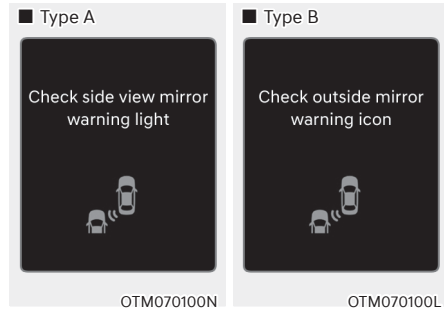 ■ Type A
Check side view mirror
warning light
OTM070100N
■ Type B
Check outside mirror
warning icon
OTM070100L